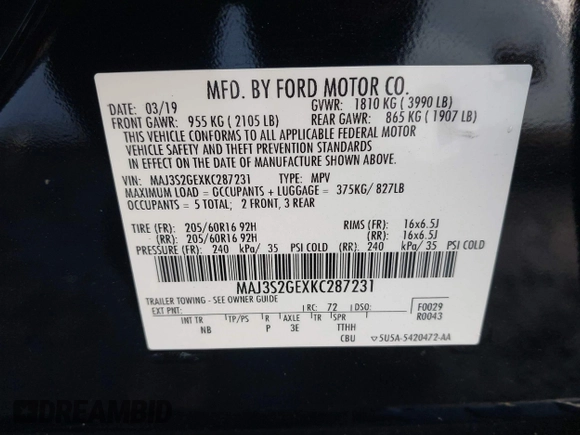 MFD. BY FORD MOTOR CO.
DATE: 03/19 GVWR: 1810 KG ( 3990 LB)
FRONT GAWR: 955 KG ( 2105 LB) REAR GAWR: 865 KG ( 1907 LB)
THIS VEHICLE CONFORMS TO ALL APPLICABLE FEDERAL MOTOR
VEHICLE SAFETY AND THEFT PREVENTION STANDARDS
IN EFFECT ON THE DATE OF MANUFACTURE SHOWN ABOVE.
VIN: MAJ3S2GEXKC287231 TYPE: MPV
MAXIMUM LOAD = OCCUPANTS + LUGGAGE = 375KG/ 827LB
OCCUPANTS = 5 TOTAL; 2 FRONT, 3 REAR
TIRE (FR): 205/60R16 92H RIMS (FR): 16x6.5J
(RR): 205/60R16 92H (RR): 16x6.5J
PRESSURE (FR): 240 kPa/ 35 PSI COLD (RR): 240 kPa/ 35 PSI COLD
MAJ3S2GEXKC287231
TRAILER TOWING - SEE OWNER GUIDE
EXT PNT: RC: 72 DSO: F0029
R0043
INT TR TP/PS R AXLE TR SPR
NB P 3E TTHH
CBU 5USA-S420472-AA
DREAMBID